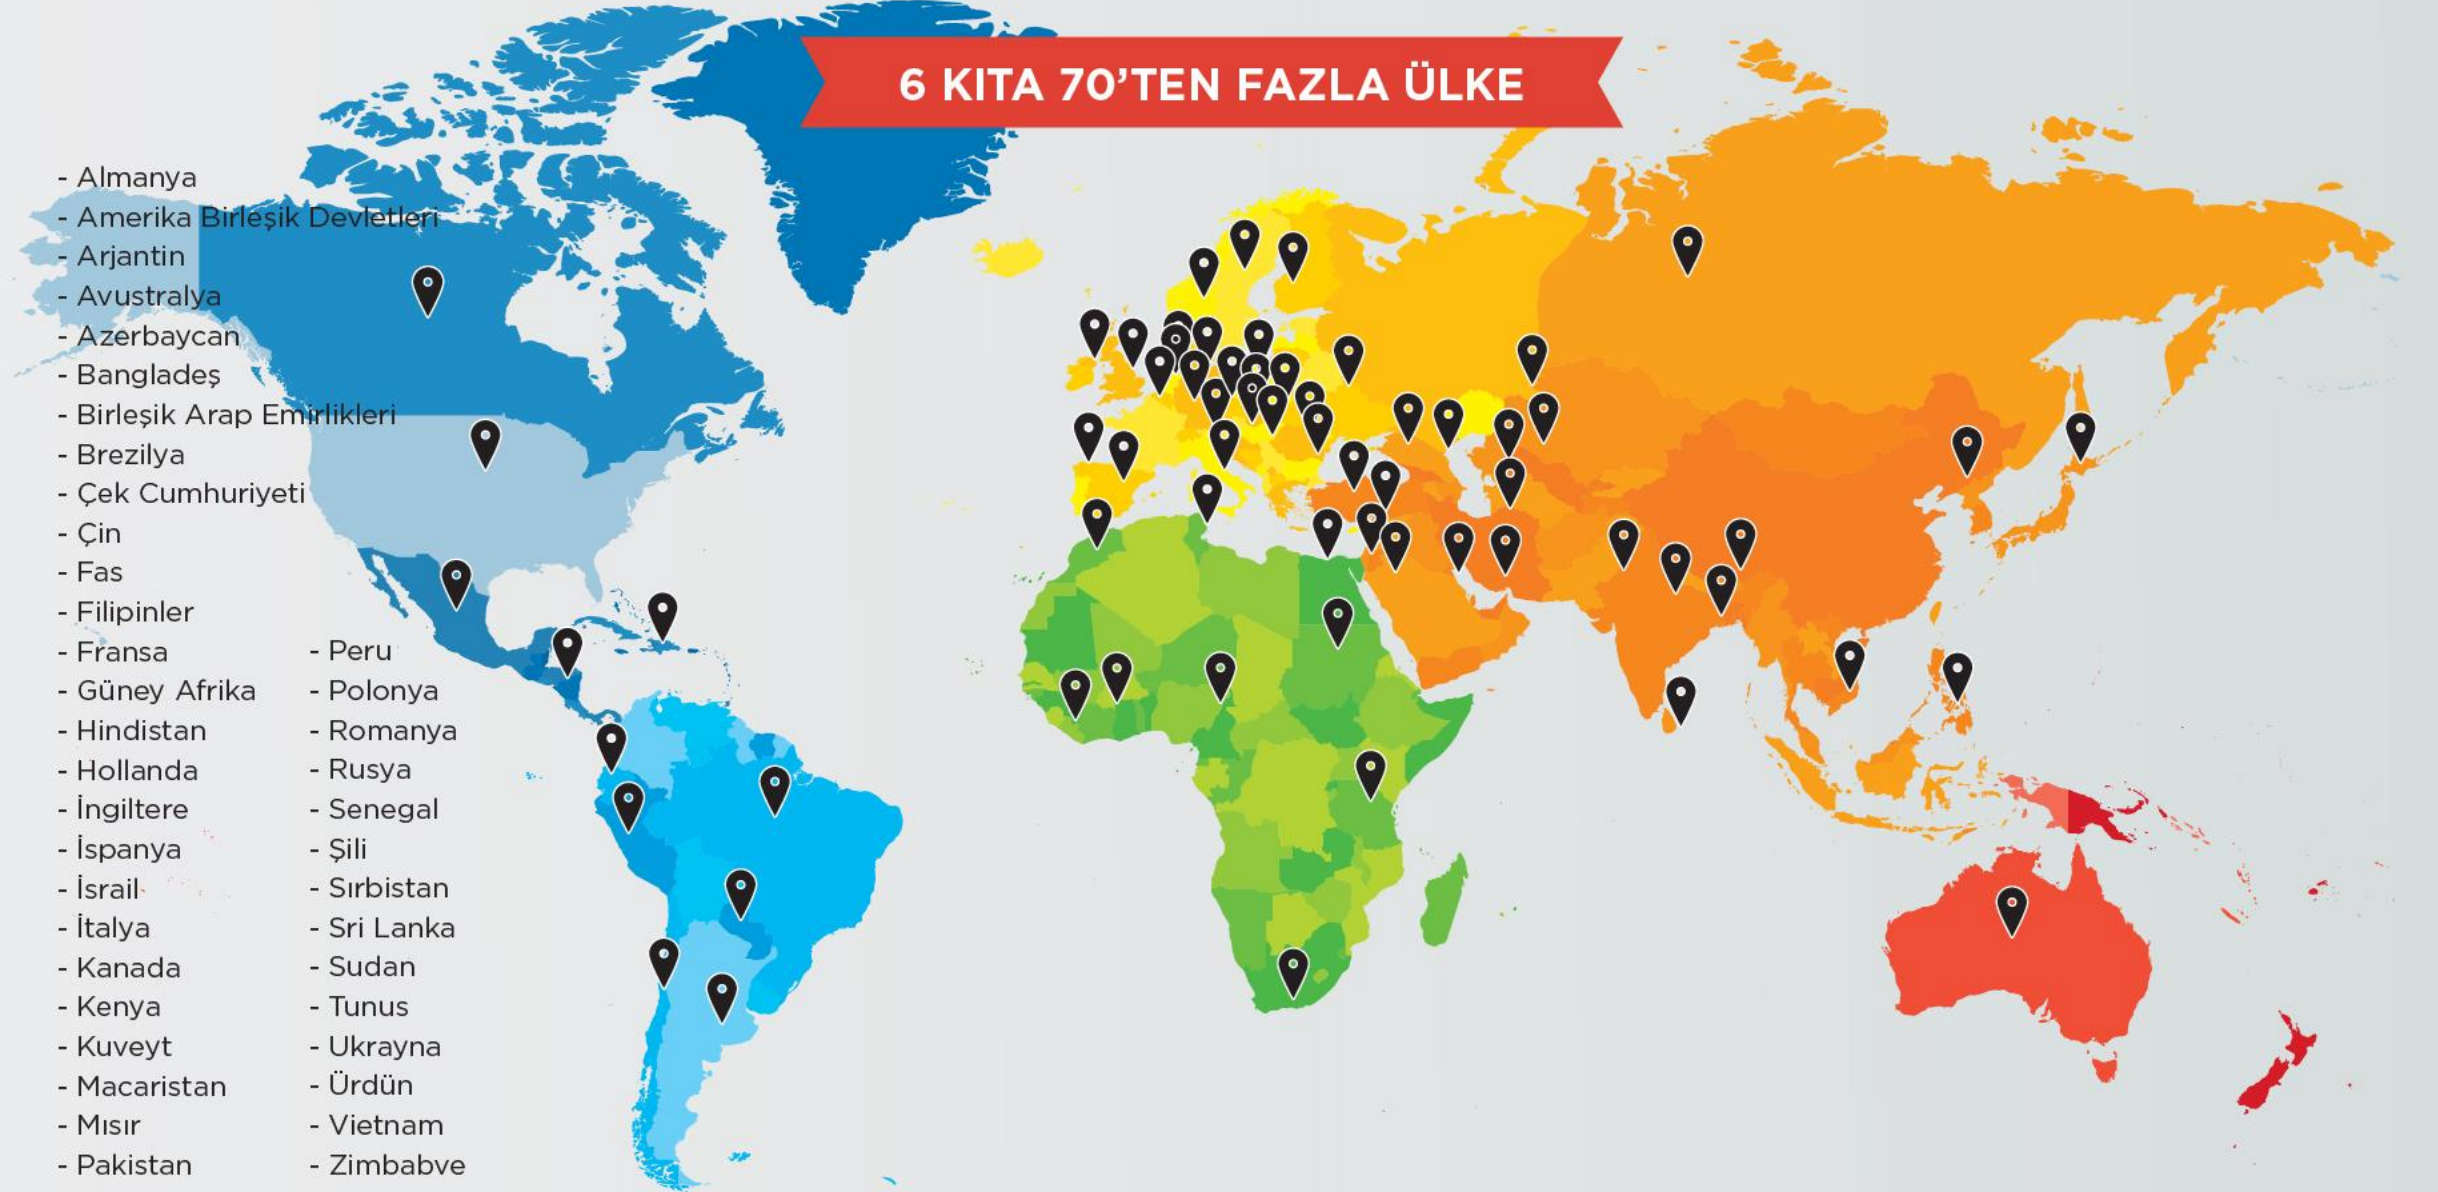 6 KITA 70'TEN FAZLA ÜLKE
- Almanya
- Amerika Birleşik Devletleri
- Arjantin
- Avustralya
- Azerbaycan
- Bangladeş
- Birleşik Arap Emirlikleri
- Brezilya
- Çek Cumhuriyeti
- Çin
- Fas
- Filipinler
- Fransa
- Güney Afrika
- Hindistan
- Hollanda
- İngiltere
- İspanya
- İsrail
- İtalya
- Kanada
- Kenya
- Kuveyt
- Macaristan
- Mısır
- Pakistan
- Peru
- Polonya
- Romanya
- Rusya
- Senegal
- Şili
- Sırbistan
- Sri Lanka
- Sudan
- Tunus
- Ukrayna
- Ürdün
- Vietnam
- Zimbabve